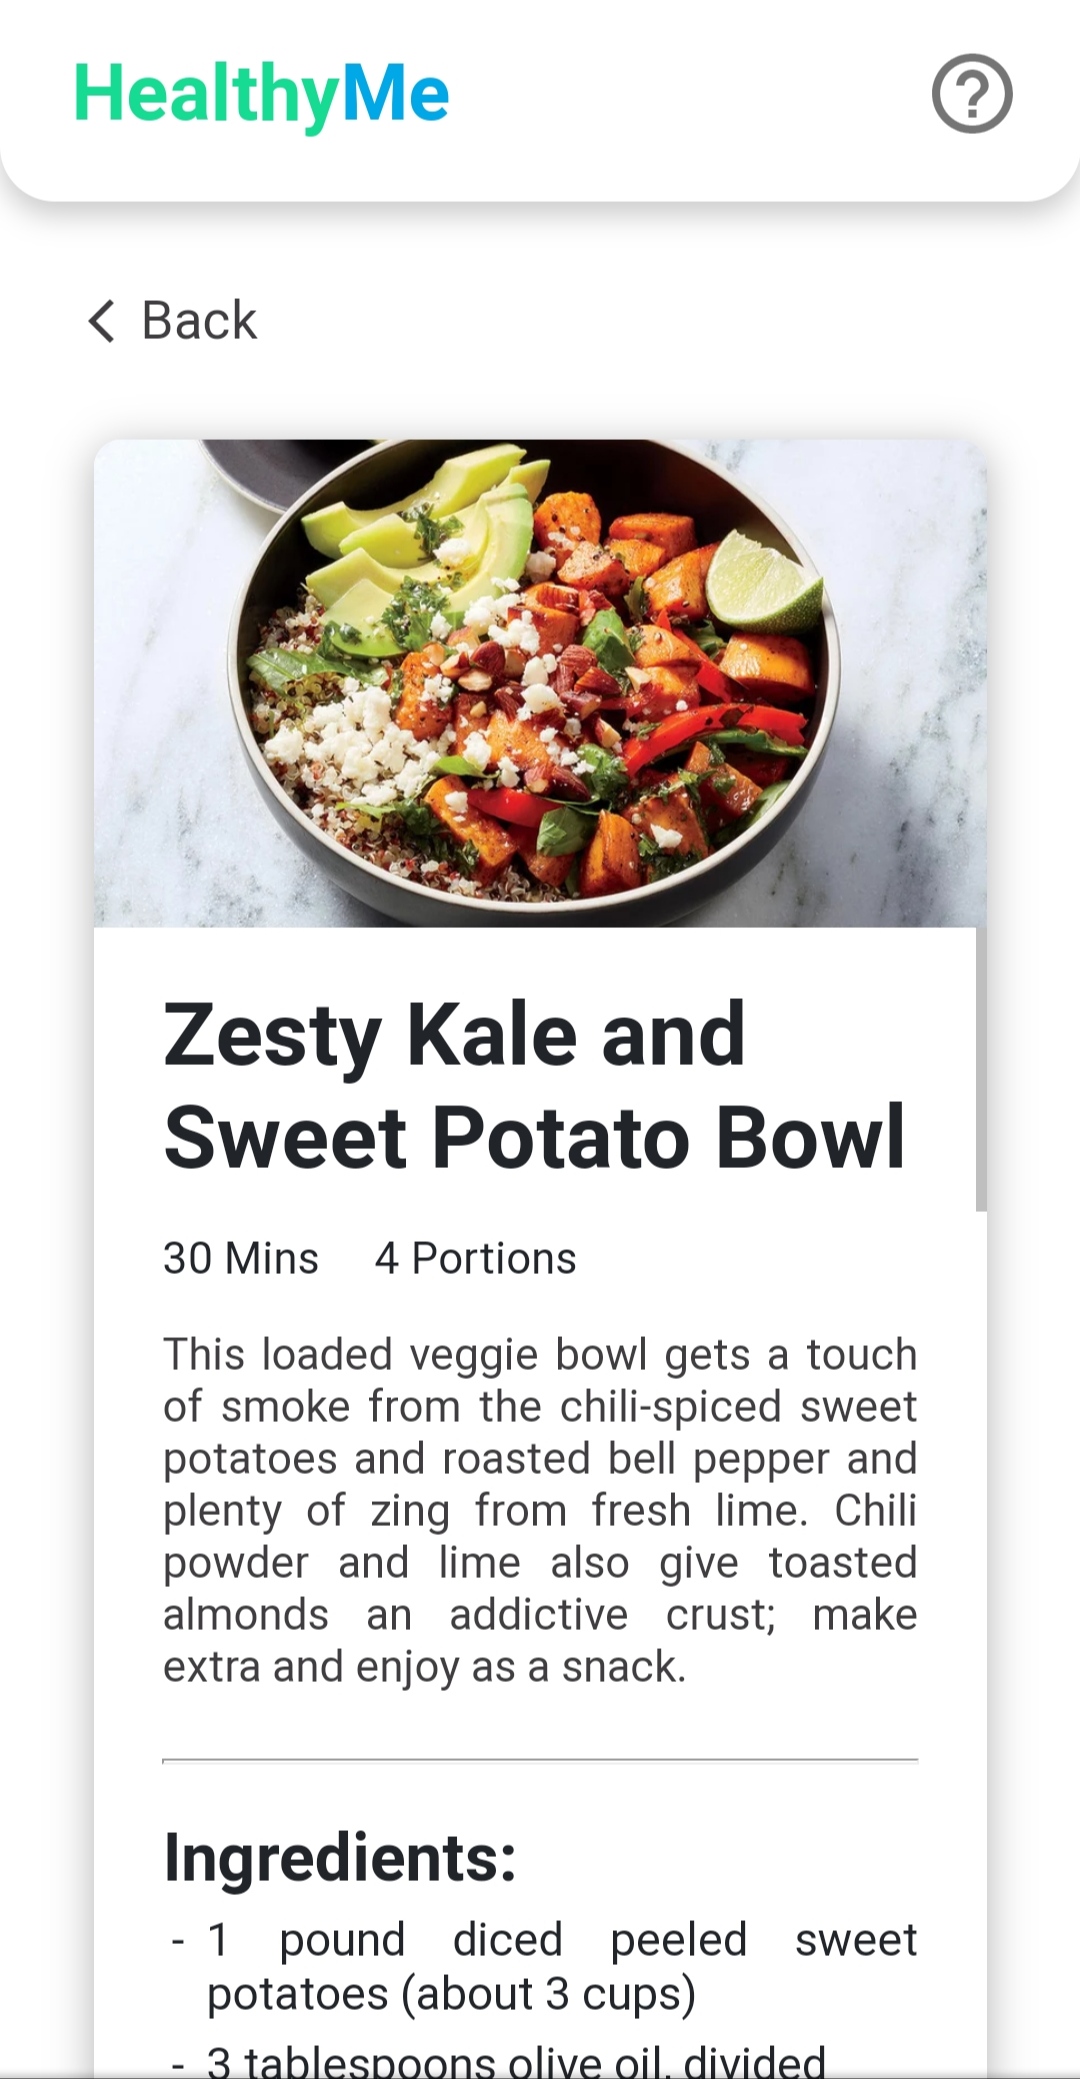 HealthyMe
Back
Zesty Kale and
Sweet Potato Bowl
30 Mins 4 Portions
This loaded veggie bowl gets a touch
of smoke from the chili-spiced sweet
potatoes and roasted bell pepper and
plenty of zing from fresh lime. Chili
powder and lime also give toasted
almonds an addictive crust; make
extra and enjoy as a snack.
Ingredients:
- 1 pound diced peeled sweet
potatoes (about 3 cups)
- 3 tablespoons olive oil, divided